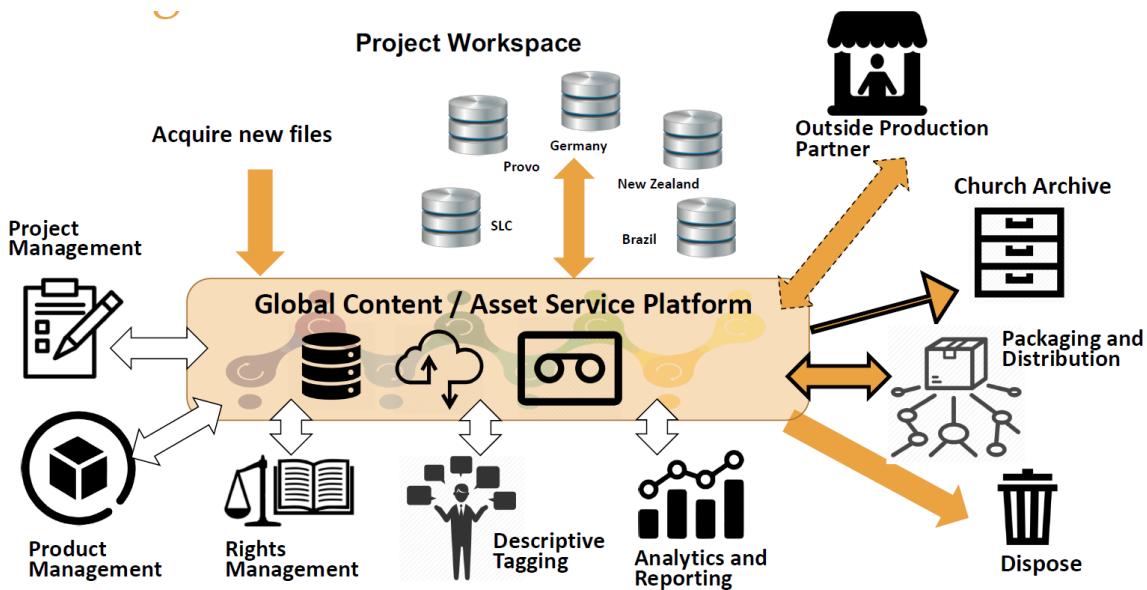 Project Workspace
Acquire new files
Germany
Provo
New Zealand
SLC
Brazil
Outside Production
Partner
Church Archive
Project
Management
Global Content / Asset Service Platform
Packaging and
Distribution
Product
Management
Rights
Management
Descriptive
Tagging
Analytics and
Reporting
Dispose